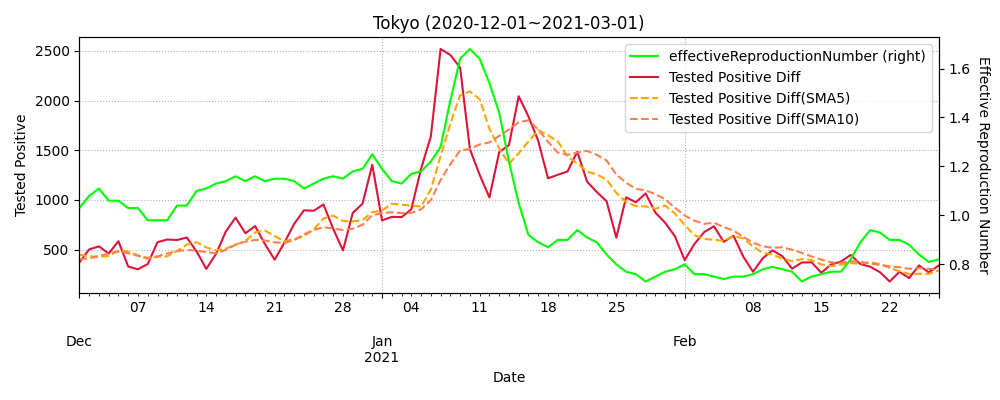 Tokyo (2020-12-01~2021-03-01)
effectiveReproductionNumber (right)
Tested Positive Diff
Tested Positive Diff(SMA5)
Tested Positive Diff(SMA10)
Tested Positive
2500
2000
1500
1000
500
1.6
1.4
1.2
1.0
0.8
Effective Reproduction Number
07 14 21 28 04 11 18 25 08 15 22
Dec Jan Feb
2021
Date